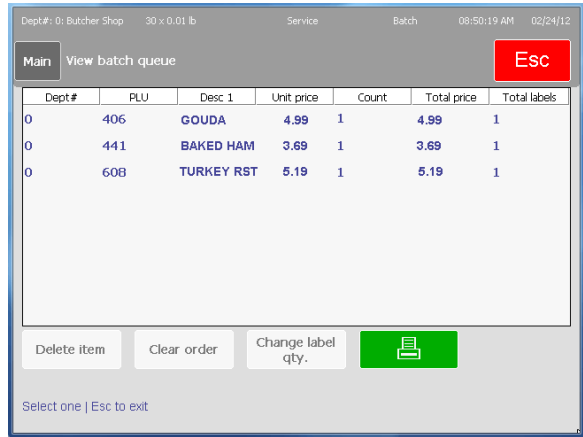 Dept#: 0: Butcher Shop 30 x 0.01 lb Service Batch 08:50:19 AM 02/24/12
Main View batch queue Esc
Dept# PLU Desc 1 Unit price Count Total price Total labels
0 406 GOUDA 4.99 1 4.99 1
0 441 BAKED HAM 3.69 1 3.69 1
0 608 TURKEY RST 5.19 1 5.19 1
Delete item Clear order Change label
qty.
Select one | Esc to exit